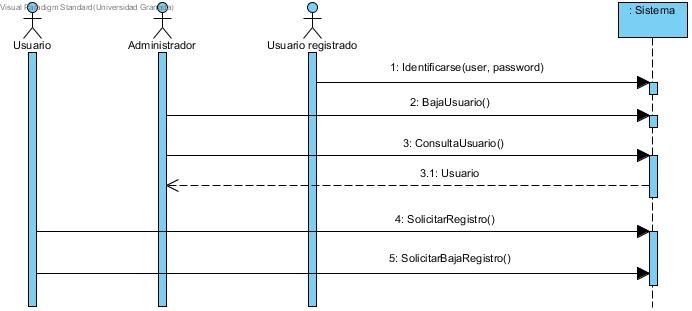 Visual Paradigm Standard(Universidad Granada)
: Sistema
Usuario
Administrador
Usuario registrado
1: Identificarse(user, password)
2: BajaUsuario()
3: ConsultaUsuario()
3.1: Usuario
4: SolicitarRegistro()
5: SolicitarBajaRegistro()